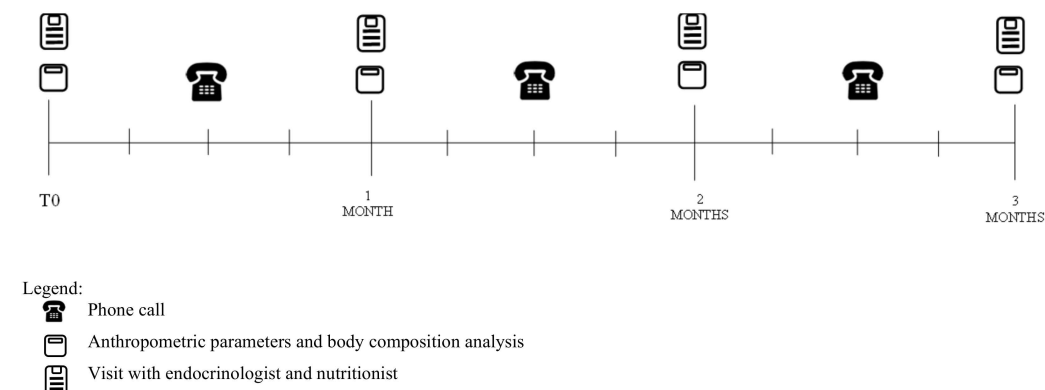 T0
1
MONTH
2
MONTHS
3
MONTHS
Legend:
Phone call
Anthropometric parameters and body composition analysis
Visit with endocrinologist and nutritionist